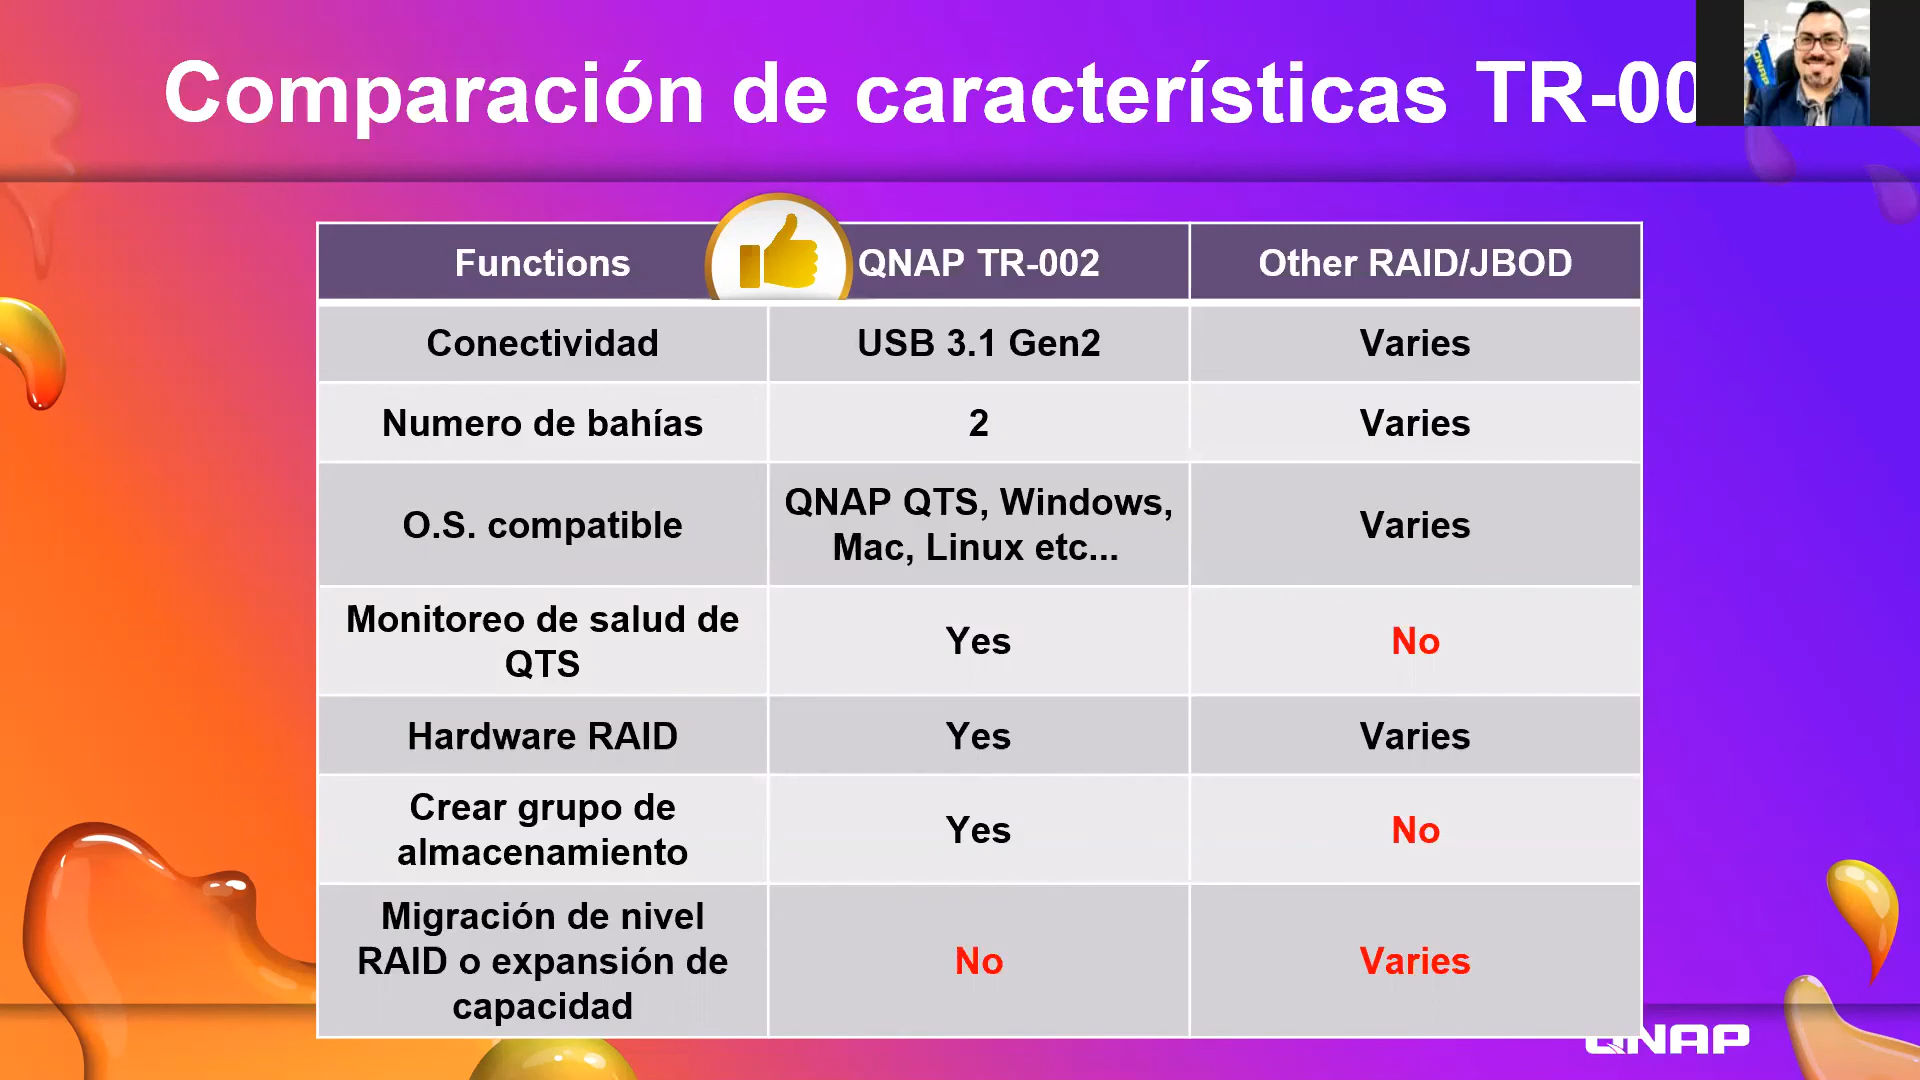 Comparación de características TR-00
QNAP
Functions
QNAP TR-002
Other RAID/JBOD
Conectividad
USB 3.1 Gen2
Varies
Numero de bahías
2
Varies
O.S. compatible
QNAP QTS, Windows,
Mac, Linux etc...
Varies
Monitoreo de salud de
QTS
Yes
No
Hardware RAID
Yes
Varies
Crear grupo de
almacenamiento
Yes
No
Migración de nivel
RAID o expansión de
capacidad
No
Varies
QNAP